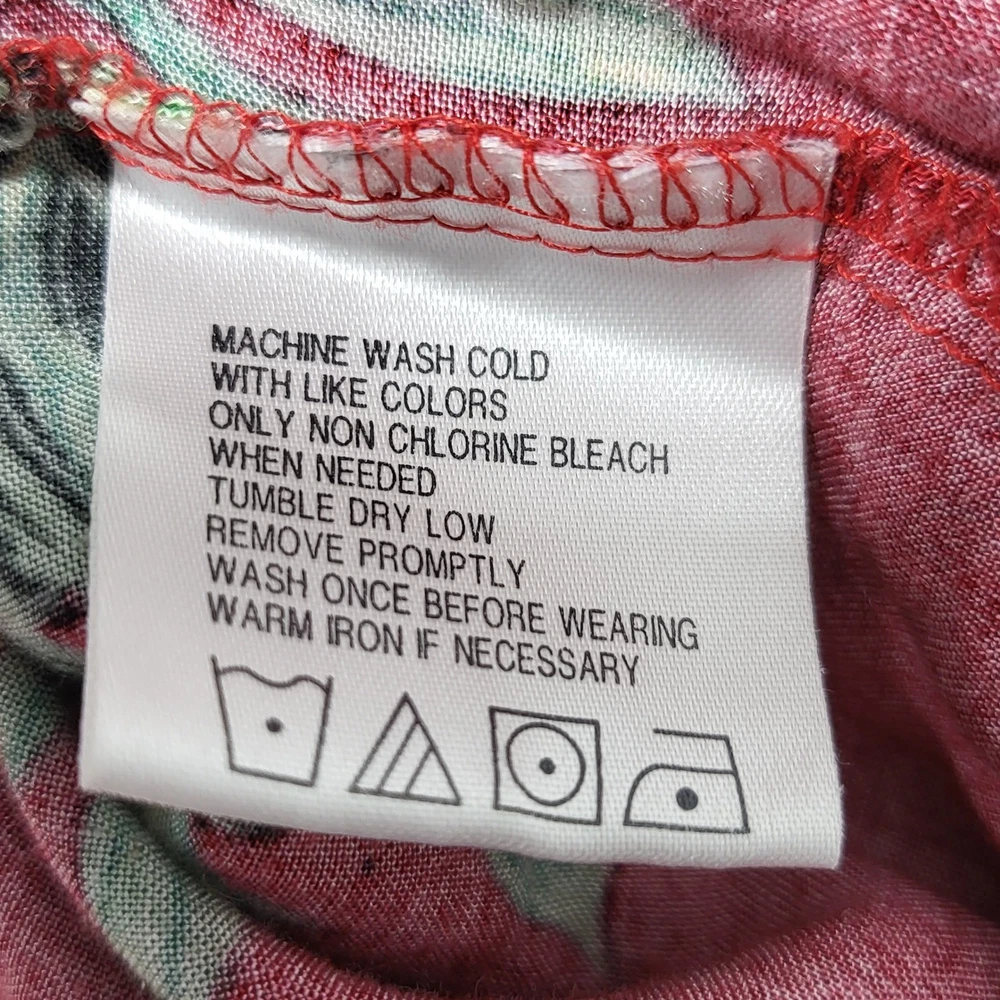 MACHINE WASH COLD
WITH LIKE COLORS
ONLY NON CHLORINE BLEACH
WHEN NEEDED
TUMBLE DRY LOW
REMOVE PROMPTLY
WASH ONCE BEFORE WEARING
WARM IRON IF NECESSARY